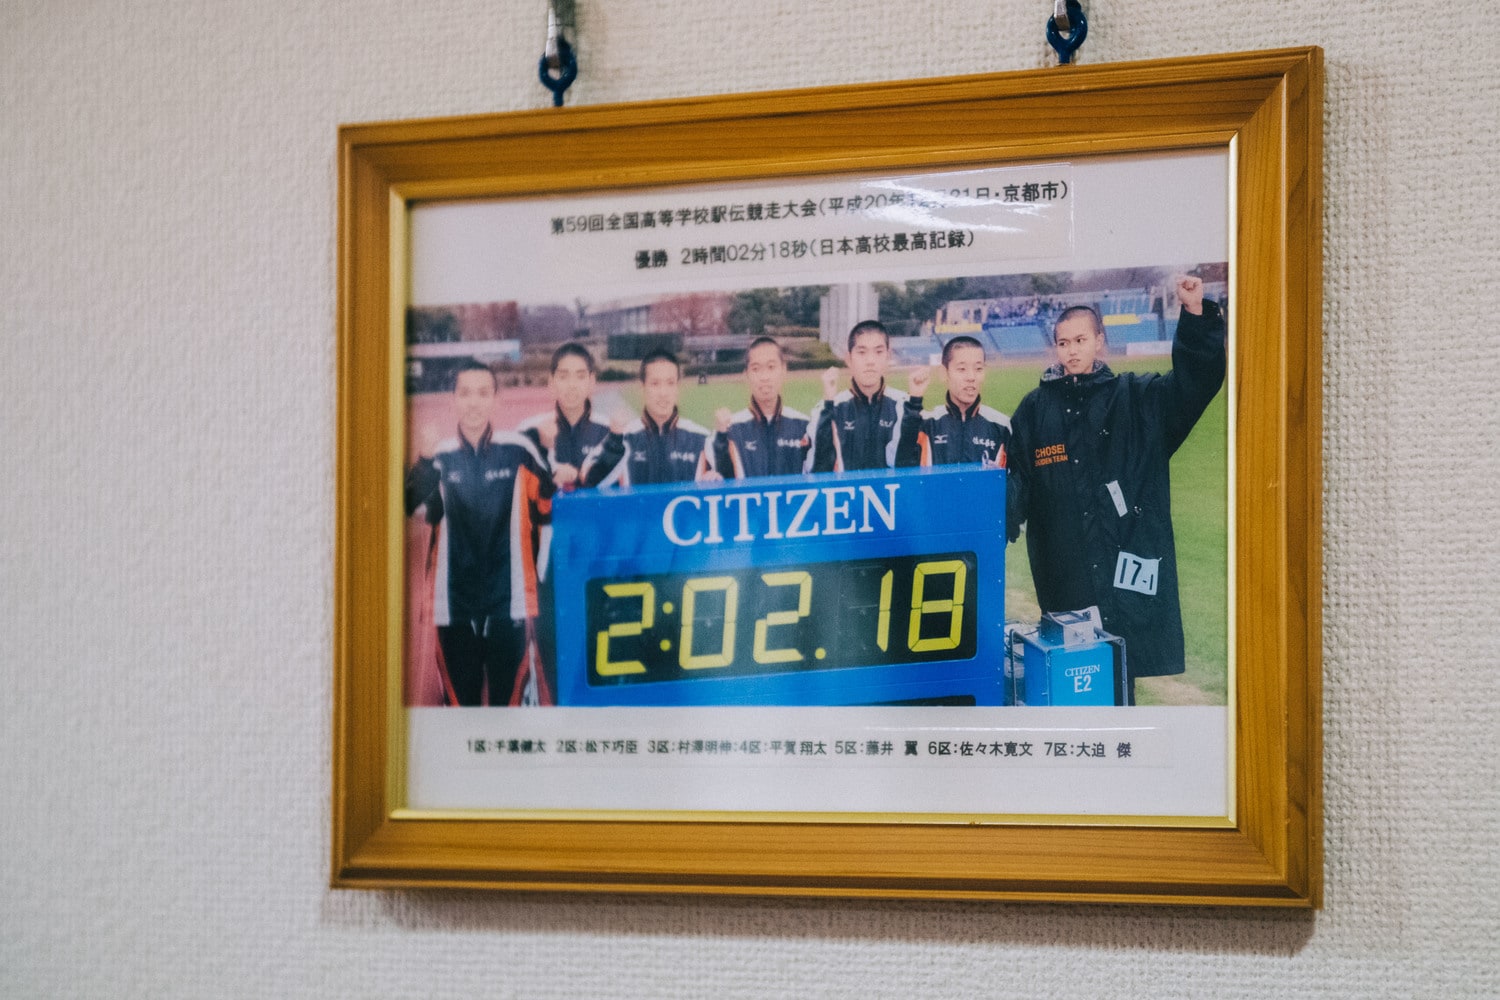 第59回全国高等学校駅伝競走大会(平成20年12月21日・京都市)
優勝 2時間02分18秒(日本高校最高記録)
CHOSEI
CITIZEN
2:02.18
17-1
CITIZEN
E2
1区:千葉健太 2区:松下巧臣 3区:村澤明伸:4区:平賀翔太 5区:藤井 翼 6区:佐々木寛文 7区:大迫 傑